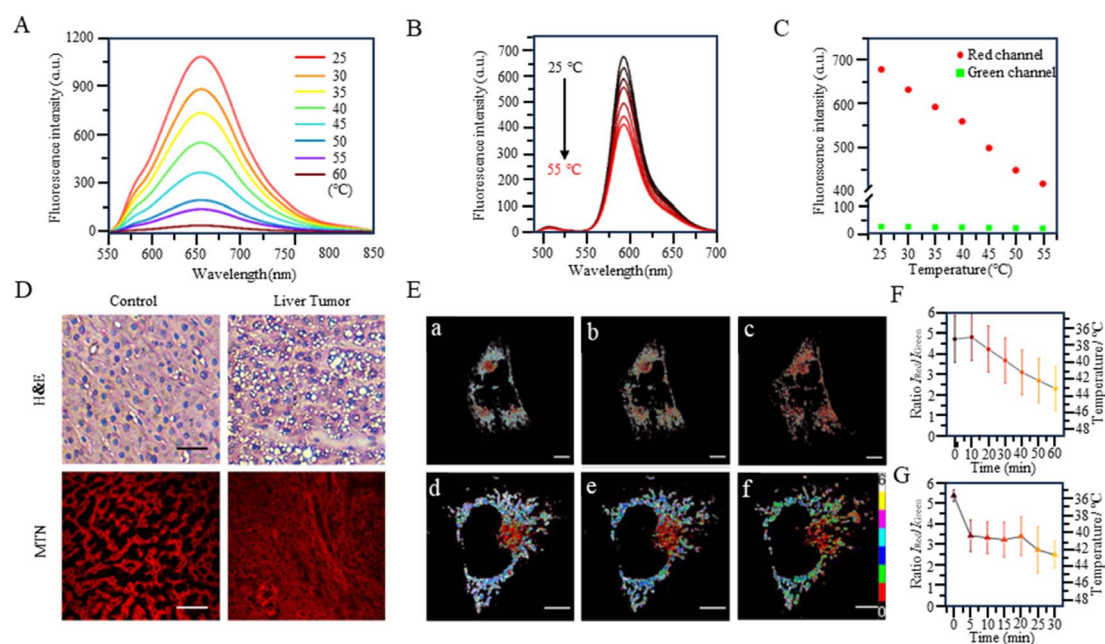 A
Fluorescence intensity (a.u.)
1200
900
600
300
0
25
30
35
40
45
50
55
60
(℃)
550
600
650
700
750
800
850
Wavelength(nm)
B
Fluorescence intensity (a.u.)
700
600
500
400
300
200
100
0
25 ℃
55 ℃
500
550
600
650
700
Wavelength(nm)
C
Fluorescence intensity (a.u.)
700
600
500
400
100
0
Red channel
Green channel
25 30 35 40 45 50 55
Temperature(℃)
D
Control
Liver Tumor
H&E
MTN
E
a
b
c
d
e
f
6
0
F
Ratio IRed/IGreen
6
5
4
3
2
1
0
36
38
40
42
44
46
48
Temperature/ ℃
0 10 20 30 40 50 60
Time (min)
G
Ratio IRed/IGreen
6
5
4
3
2
1
0
36
38
40
42
44
46
48
Temperature/ ℃
0 5 10 15 20 25 30
Time (min)